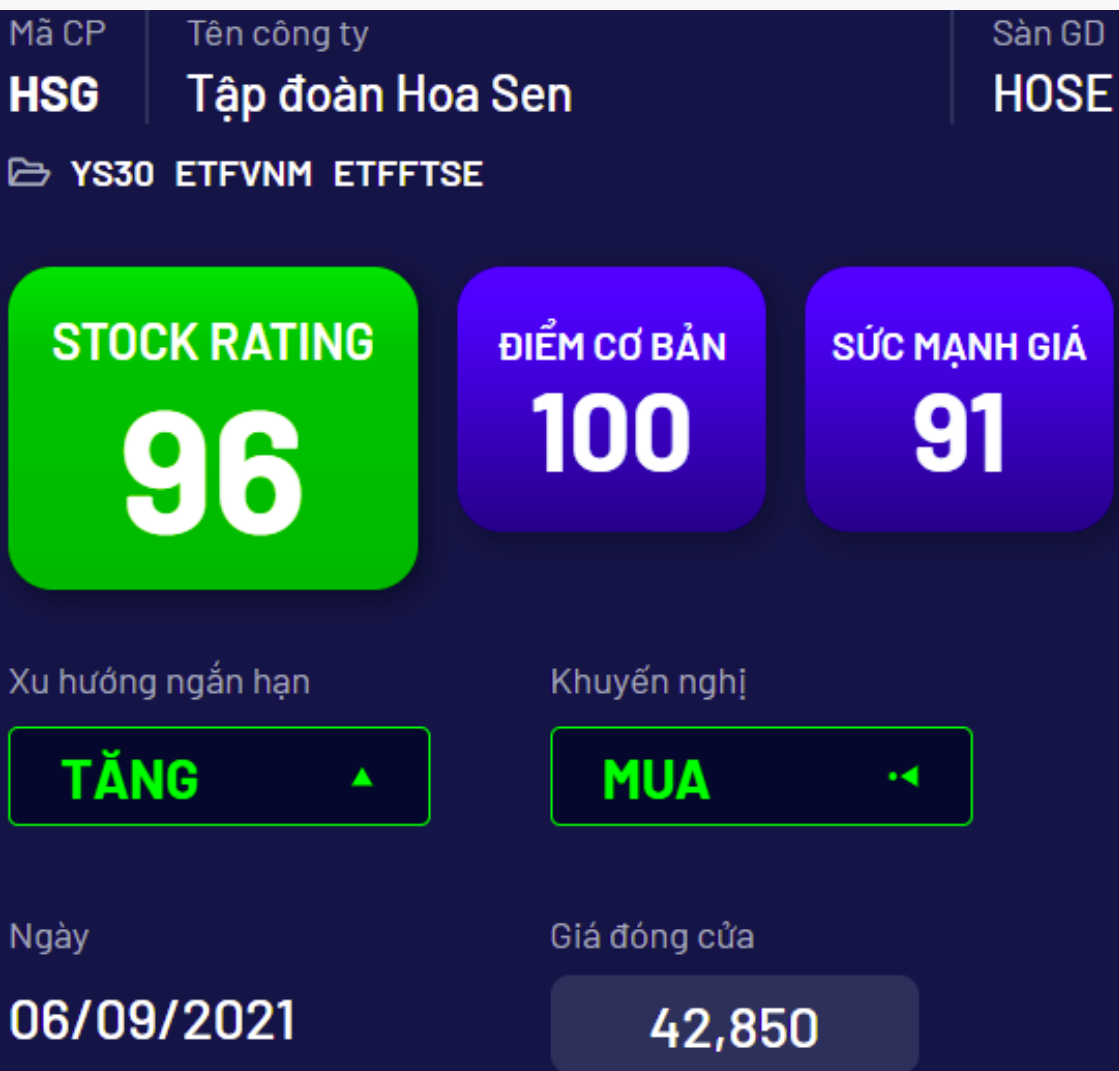 Mã CP Tên công ty Sàn GD
HSG Tập đoàn Hoa Sen HOSE
YS30 ETFVNM ETFFTSE
STOCK RATING ĐIỂM CƠ BẢN SỨC MẠNH GIÁ
96 100 91
Xu hướng ngắn hạn Khuyến nghị
TĂNG MUA
Ngày Giá đóng cửa
06/09/2021 42,850